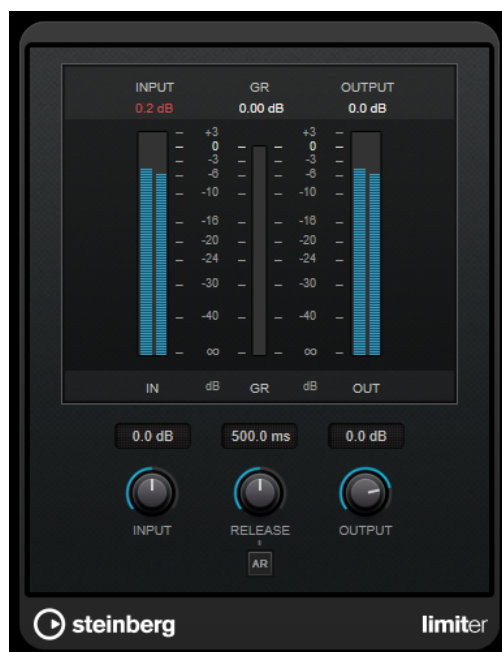 INPUT GR OUTPUT
0.2 dB 0.00 dB 0.0 dB
+3 +3
0 0
-3 -3
-6 -6
-10 -10
-16 -16
-20 -20
-24 -24
-30 -30
-40 -40
∞ ∞
IN dB GR dB OUT
0.0 dB 500.0 ms 0.0 dB
INPUT RELEASE OUTPUT
AR
steinberg limiter